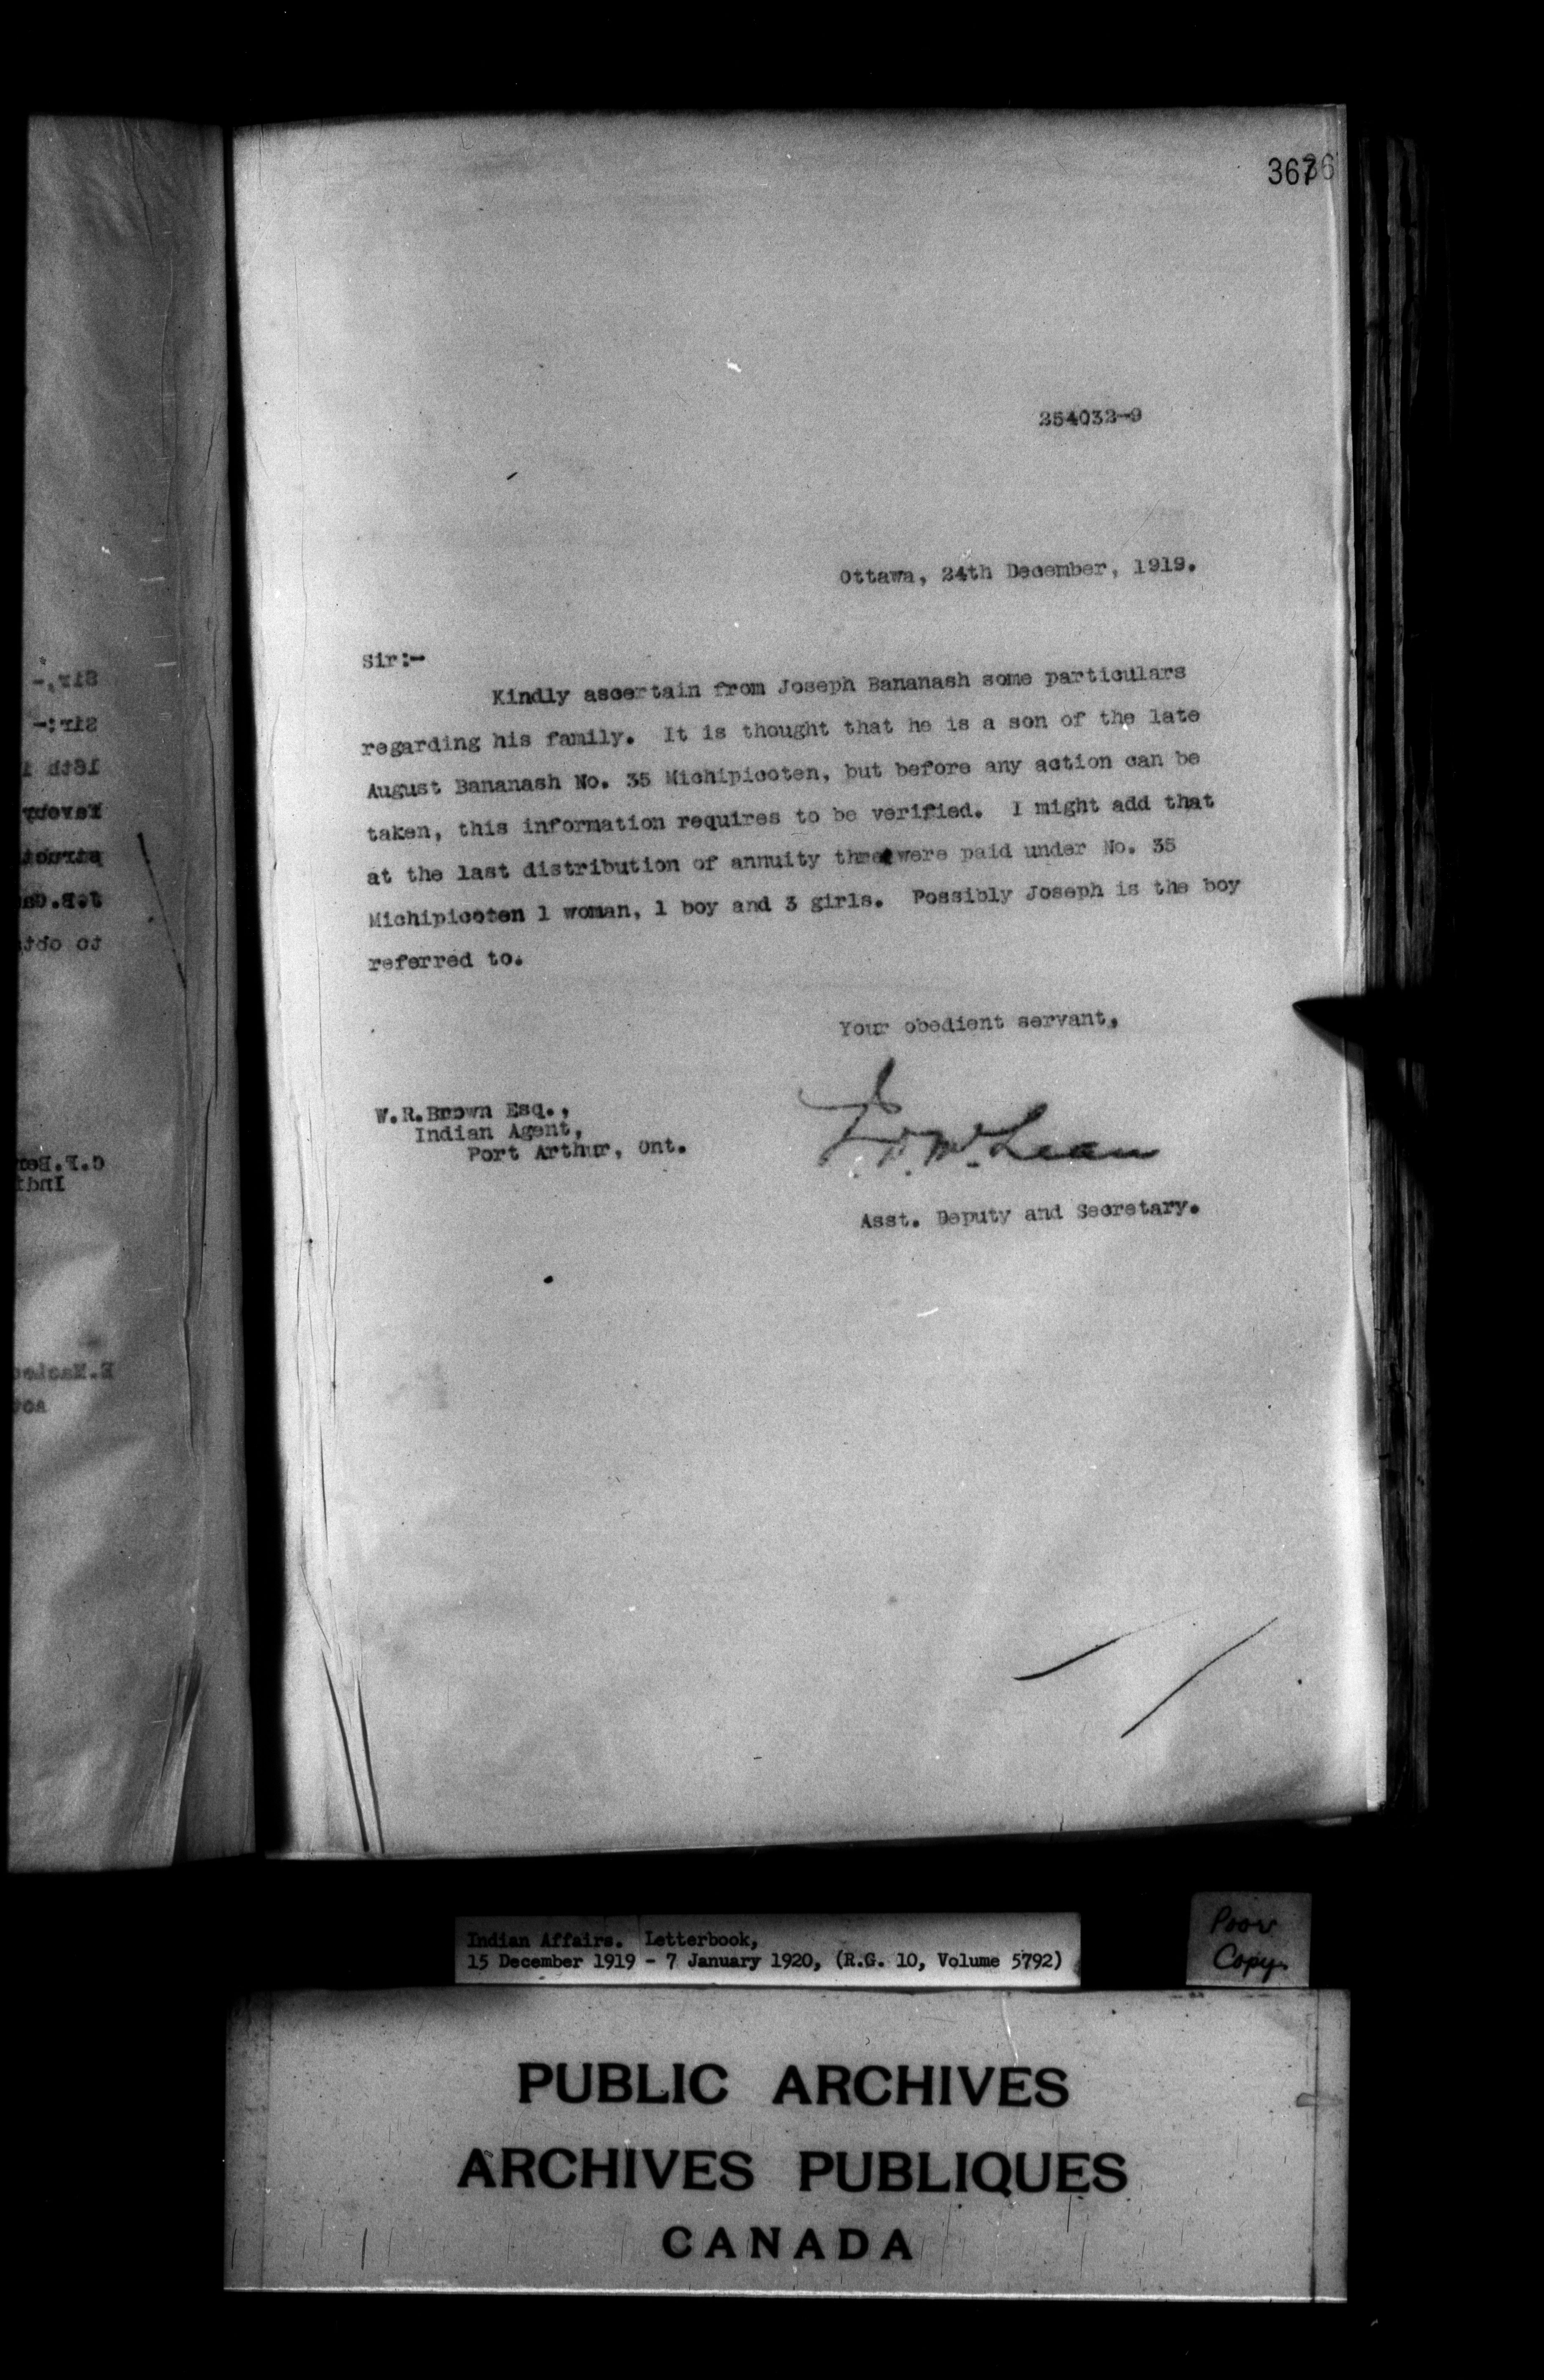 367
254032-9
Ottawa, 24th December, 1919.
Sir:-
Kindly ascertain from Joseph Bananash some particulars
regarding his family. It is thought that he is a son of the late
August Bananash No. 35 Michipicoten, but before any action can be
taken, this information requires to be verified. I might add that
at the last distribution of annuity were paid under No. 35
Michipicoten 1 woman, 1 boy and 3 girls. Possibly Joseph is the boy
referred to.
Your obedient servant,
W.R.Brown Esq.,
Indian Agent,
Port Arthur, Ont.
J.D. McLean
Asst. Deputy and Secretary.
Indian Affairs. Letterbook,
15 December 1919 - 7 January 1920, (R.G. 10, Volume 5792)
Poor
Copy.
PUBLIC ARCHIVES
ARCHIVES PUBLIQUES
CANADA